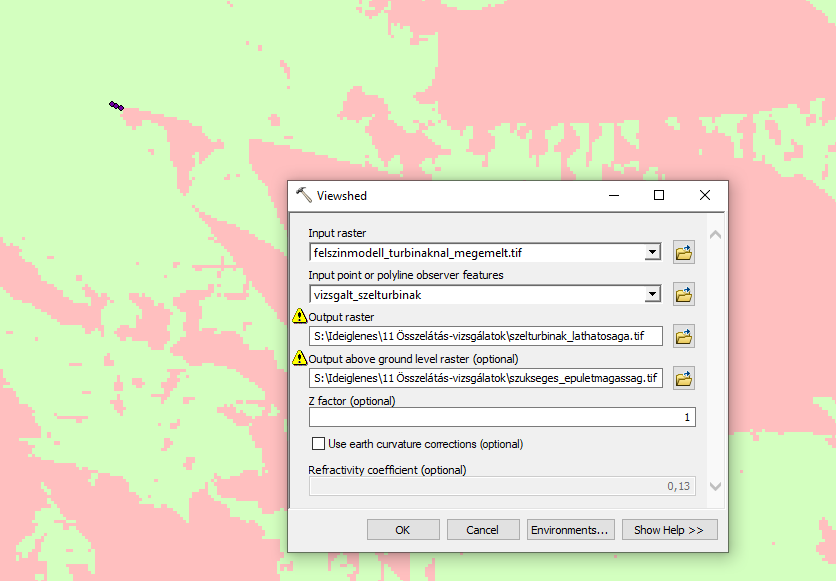 Viewshed
Input raster
felszinmodell_turbinaknal_megemelt.tif
Input point or polyline observer features
vizsgalt_szelturbinak
Output raster
S:\Ideiglenes\11 Összelátás-vizsgálatok\szelturbinak_lathatosaga.tif
Output above ground level raster (optional)
S:\Ideiglenes\11 Összelátás-vizsgálatok\szukseges_epuletmagassag.tif
Z factor (optional)
1
Use earth curvature corrections (optional)
Refractivity coefficient (optional)
0,13
OK Cancel Environments... Show Help >>